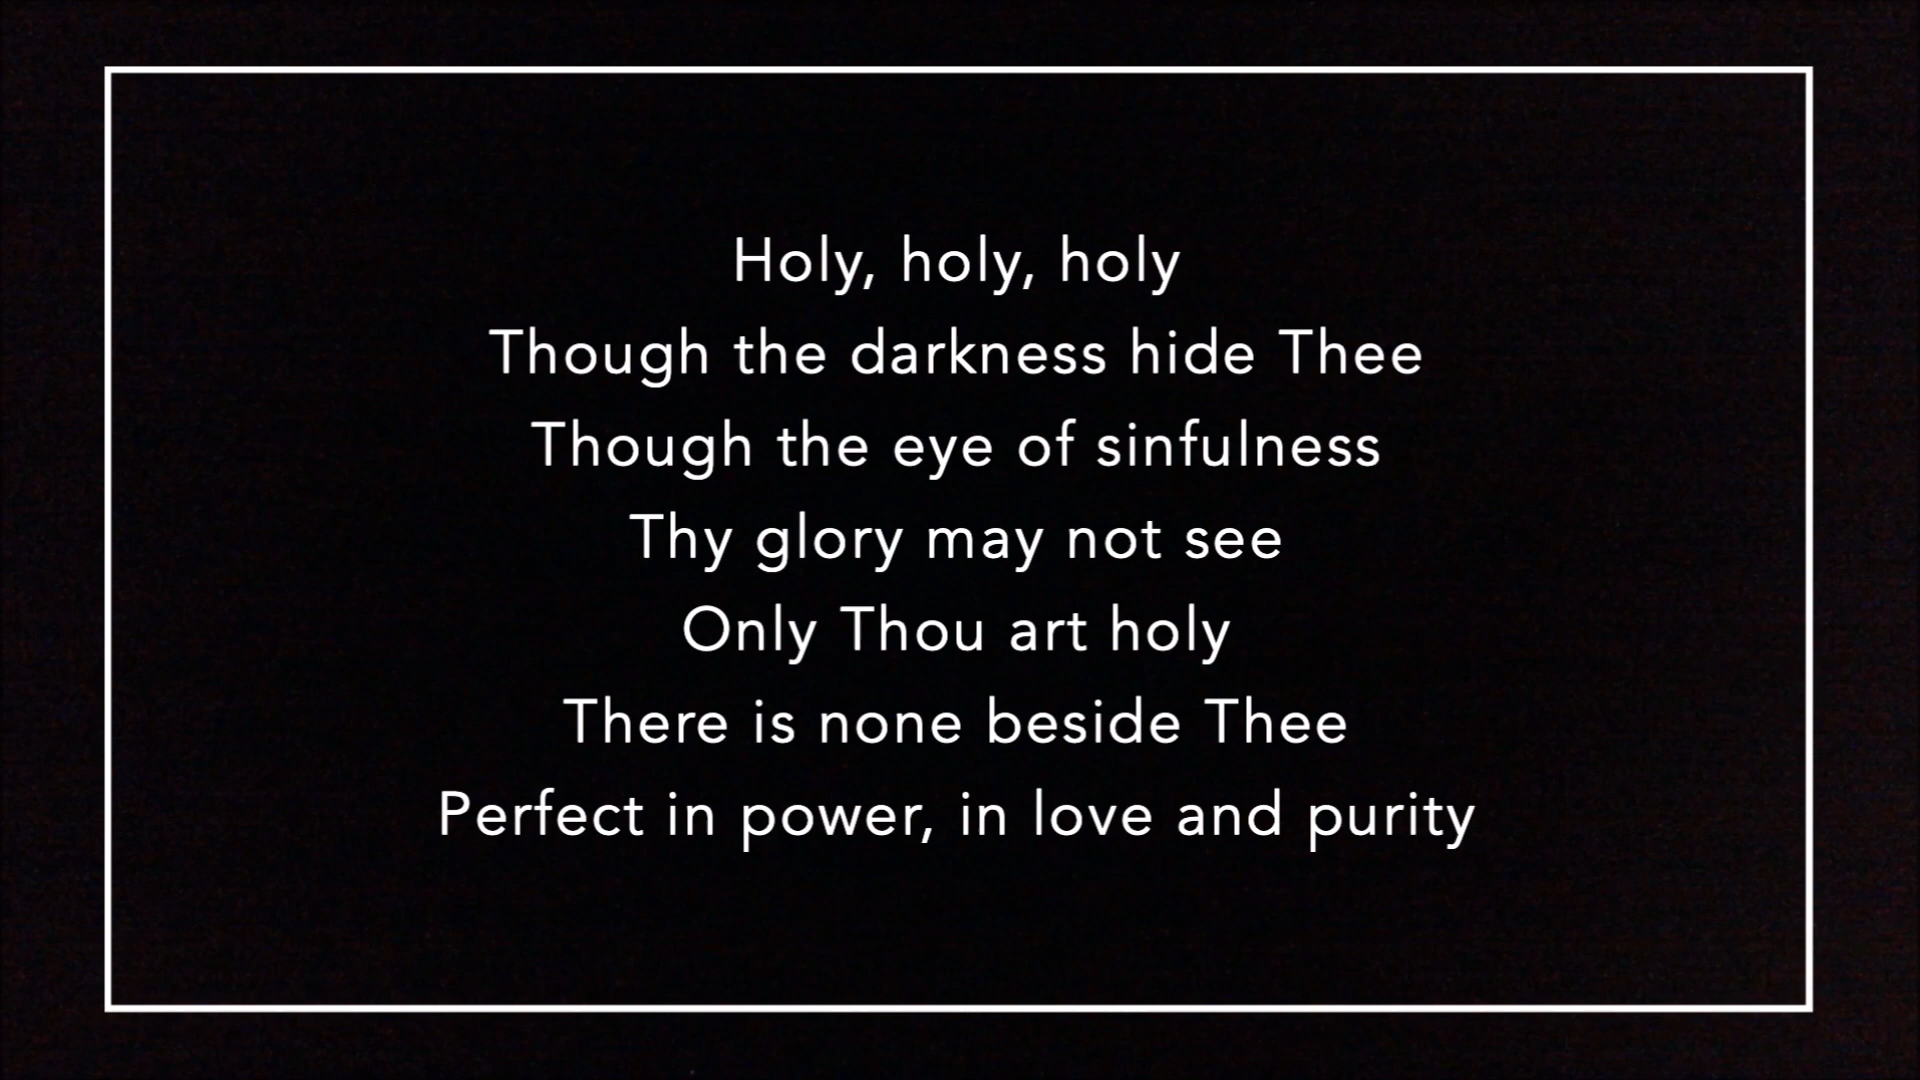 Holy, holy, holy
Though the darkness hide Thee
Though the eye of sinfulness
Thy glory may not see
Only Thou art holy
There is none beside Thee
Perfect in power, in love and purity